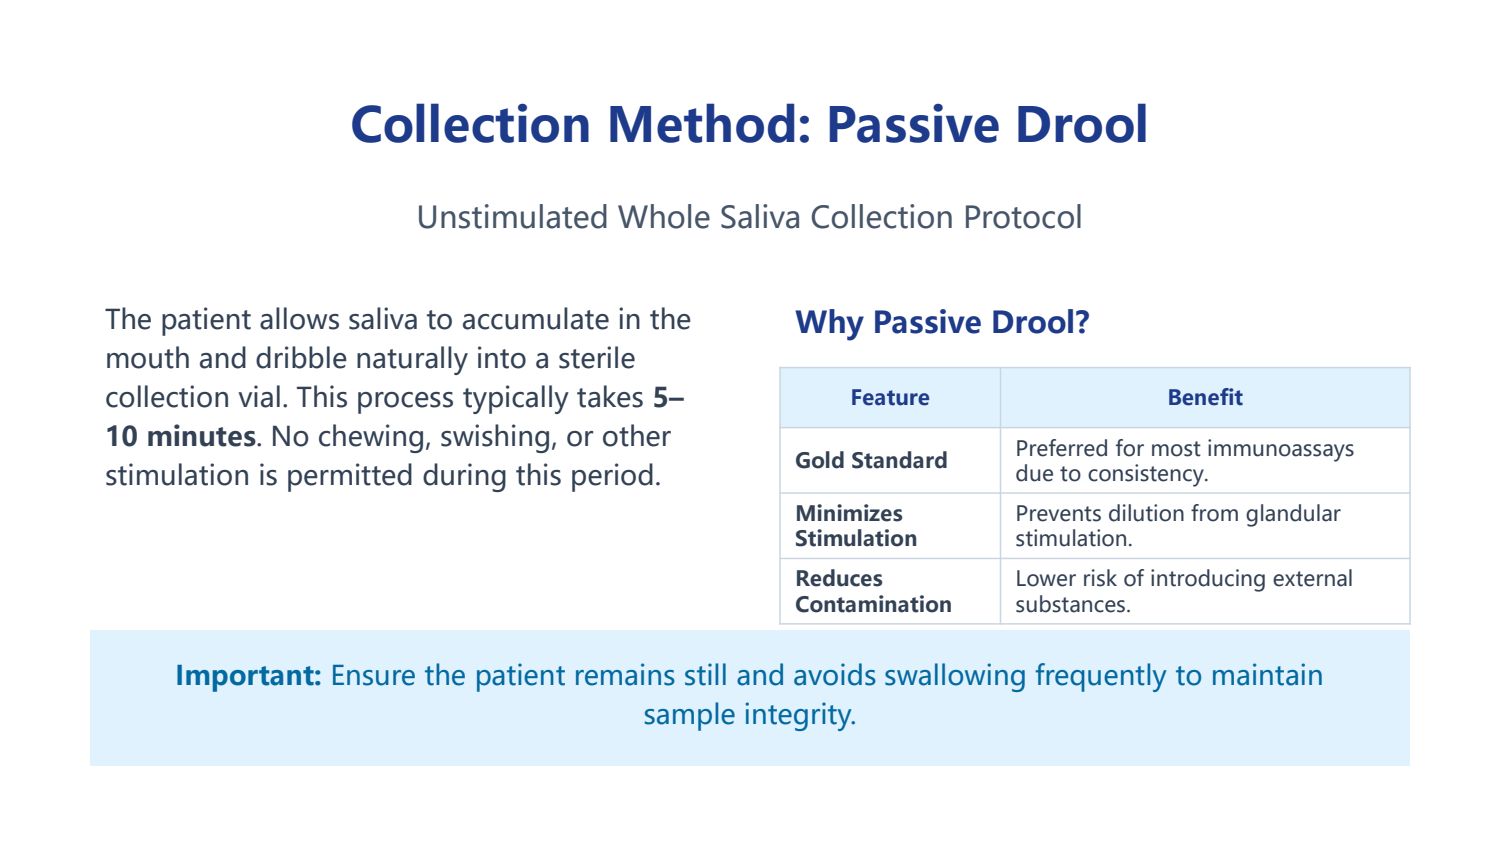 Collection Method: Passive Drool
Unstimulated Whole Saliva Collection Protocol
The patient allows saliva to accumulate in the
mouth and dribble naturally into a sterile
collection vial. This process typically takes 5–
10 minutes. No chewing, swishing, or other
stimulation is permitted during this period.
Why Passive Drool?
Feature
Benefit
Gold Standard
Preferred for most immunoassays
due to consistency.
Minimizes
Stimulation
Prevents dilution from glandular
stimulation.
Reduces
Contamination
Lower risk of introducing external
substances.
Important: Ensure the patient remains still and avoids swallowing frequently to maintain
sample integrity.